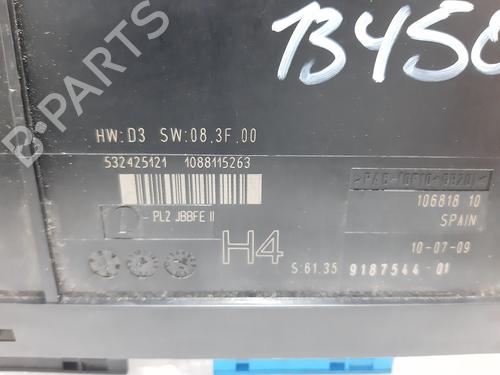 B450
HW:D3 SW:08.3F.00
532425121 1088115263
106818 10
SPAIN
PL2 JBBFE II
10-07-09
H4
S:61.35 9187544-01
B-PARTS